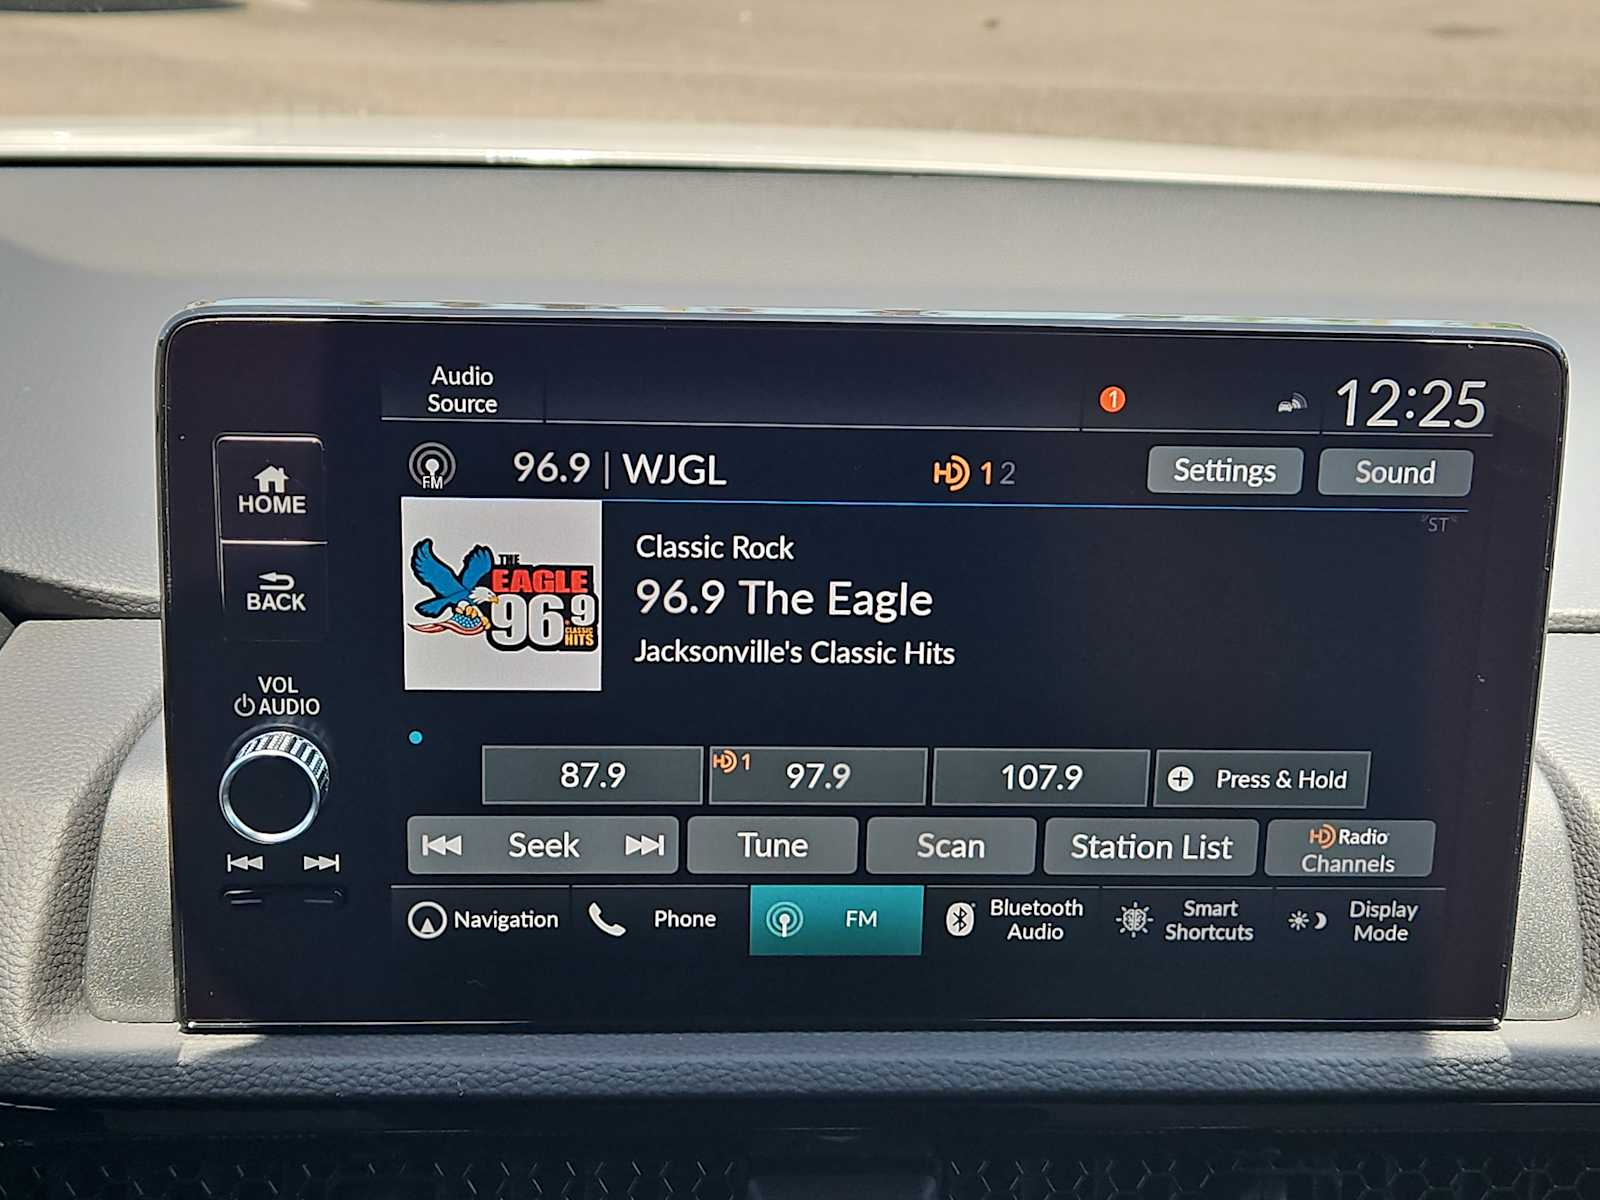 Audio
Source
1
12:25
HOME
BACK
VOL
AUDIO
FM
96.9 | WJGL
HD 1 2
Settings
Sound
ST
THE
EAGLE
96.9
CLASSIC
HITS
Classic Rock
96.9 The Eagle
Jacksonville's Classic Hits
87.9
HD 1
97.9
107.9
Press & Hold
Seek
Tune
Scan
Station List
HD Radio
Channels
Navigation
Phone
FM
Bluetooth
Audio
Smart
Shortcuts
Display
Mode